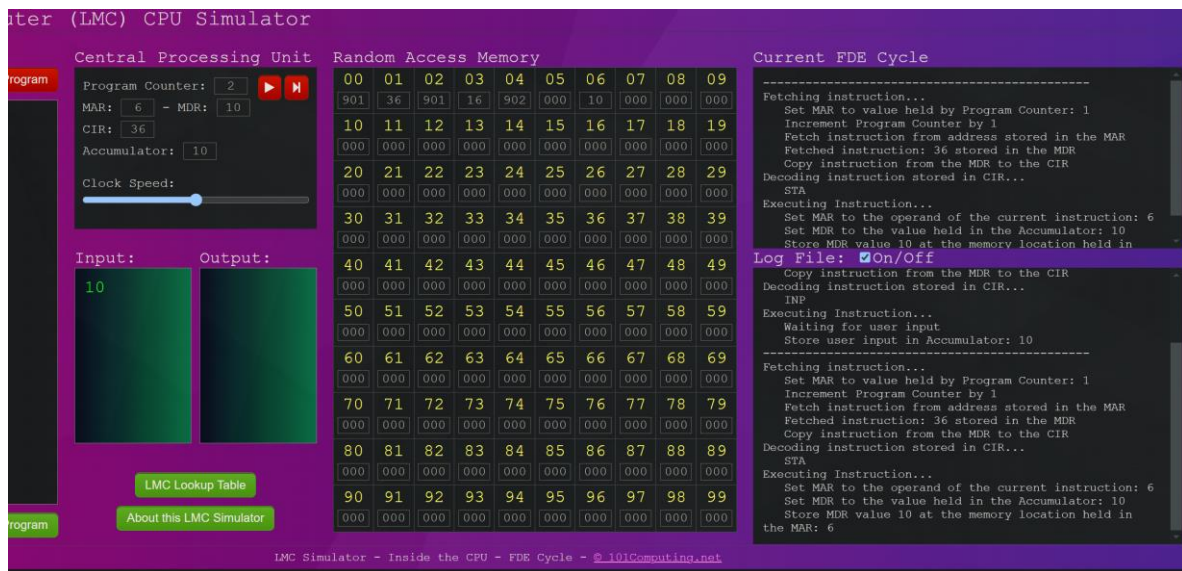 uter (LMC) CPU Simulator
Program
Central Processing Unit
Program Counter: 2
MAR: 6 - MDR: 10
CIR: 36
Accumulator: 10
Clock Speed:
Input:
10
Output:
LMC Lookup Table
About this LMC Simulator
Program
Random Access Memory
00 01 02 03 04 05 06 07 08 09
901 36 901 16 902 000 10 000 000 000
10 11 12 13 14 15 16 17 18 19
000 000 000 000 000 000 000 000 000 000
20 21 22 23 24 25 26 27 28 29
000 000 000 000 000 000 000 000 000 000
30 31 32 33 34 35 36 37 38 39
000 000 000 000 000 000 000 000 000 000
40 41 42 43 44 45 46 47 48 49
000 000 000 000 000 000 000 000 000 000
50 51 52 53 54 55 56 57 58 59
000 000 000 000 000 000 000 000 000 000
60 61 62 63 64 65 66 67 68 69
000 000 000 000 000 000 000 000 000 000
70 71 72 73 74 75 76 77 78 79
000 000 000 000 000 000 000 000 000 000
80 81 82 83 84 85 86 87 88 89
000 000 000 000 000 000 000 000 000 000
90 91 92 93 94 95 96 97 98 99
000 000 000 000 000 000 000 000 000 000
Current FDE Cycle
----------------------------------------------
Fetching instruction...
Set MAR to value held by Program Counter: 1
Increment Program Counter by 1
Fetch instruction from address stored in the MAR
Fetched instruction: 36 stored in the MDR
Copy instruction from the MDR to the CIR
Decoding instruction stored in CIR...
STA
Executing Instruction...
Set MAR to the operand of the current instruction: 6
Set MDR to the value held in the Accumulator: 10
Store MDR value 10 at the memory location held in
Log File: On/Off
Copy instruction from the MDR to the CIR
Decoding instruction stored in CIR...
INP
Executing Instruction...
Waiting for user input
Store user input in Accumulator: 10
----------------------------------------------
Fetching instruction...
Set MAR to value held by Program Counter: 1
Increment Program Counter by 1
Fetch instruction from address stored in the MAR
Fetched instruction: 36 stored in the MDR
Copy instruction from the MDR to the CIR
Decoding instruction stored in CIR...
STA
Executing Instruction...
Set MAR to the operand of the current instruction: 6
Set MDR to the value held in the Accumulator: 10
Store MDR value 10 at the memory location held in
the MAR: 6
LMC Simulator - Inside the CPU - FDE Cycle - © 101Computing.net